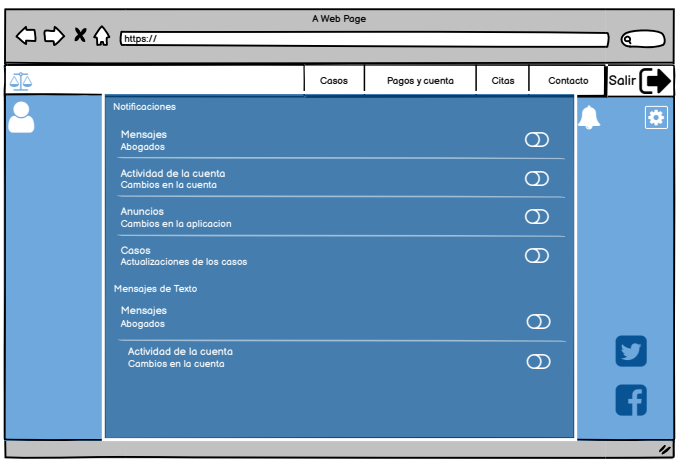 A Web Page
https://
Casos
Pagos y cuenta
Citas
Contacto
Salir
Notificaciones
Mensajes
Abogados
Actividad de la cuenta
Cambios en la cuenta
Anuncios
Cambios en la aplicacion
Casos
Actualizaciones de los casos
Mensajes de Texto
Mensajes
Abogados
Actividad de la cuenta
Cambios en la cuenta